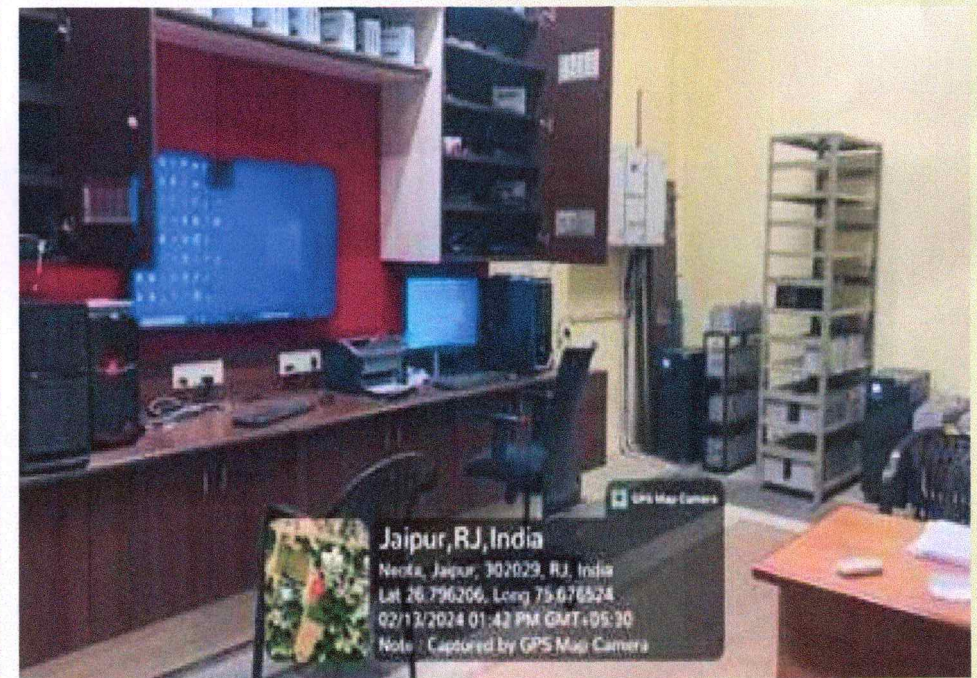 GPS Map Camera
Jaipur,RJ,India
Neota, Jaipur, 302029, RJ, India
Lat 26.796206, Long 75.676524
02/13/2024 01:42 PM GMT+05:30
Note : Captured by GPS Map Camera